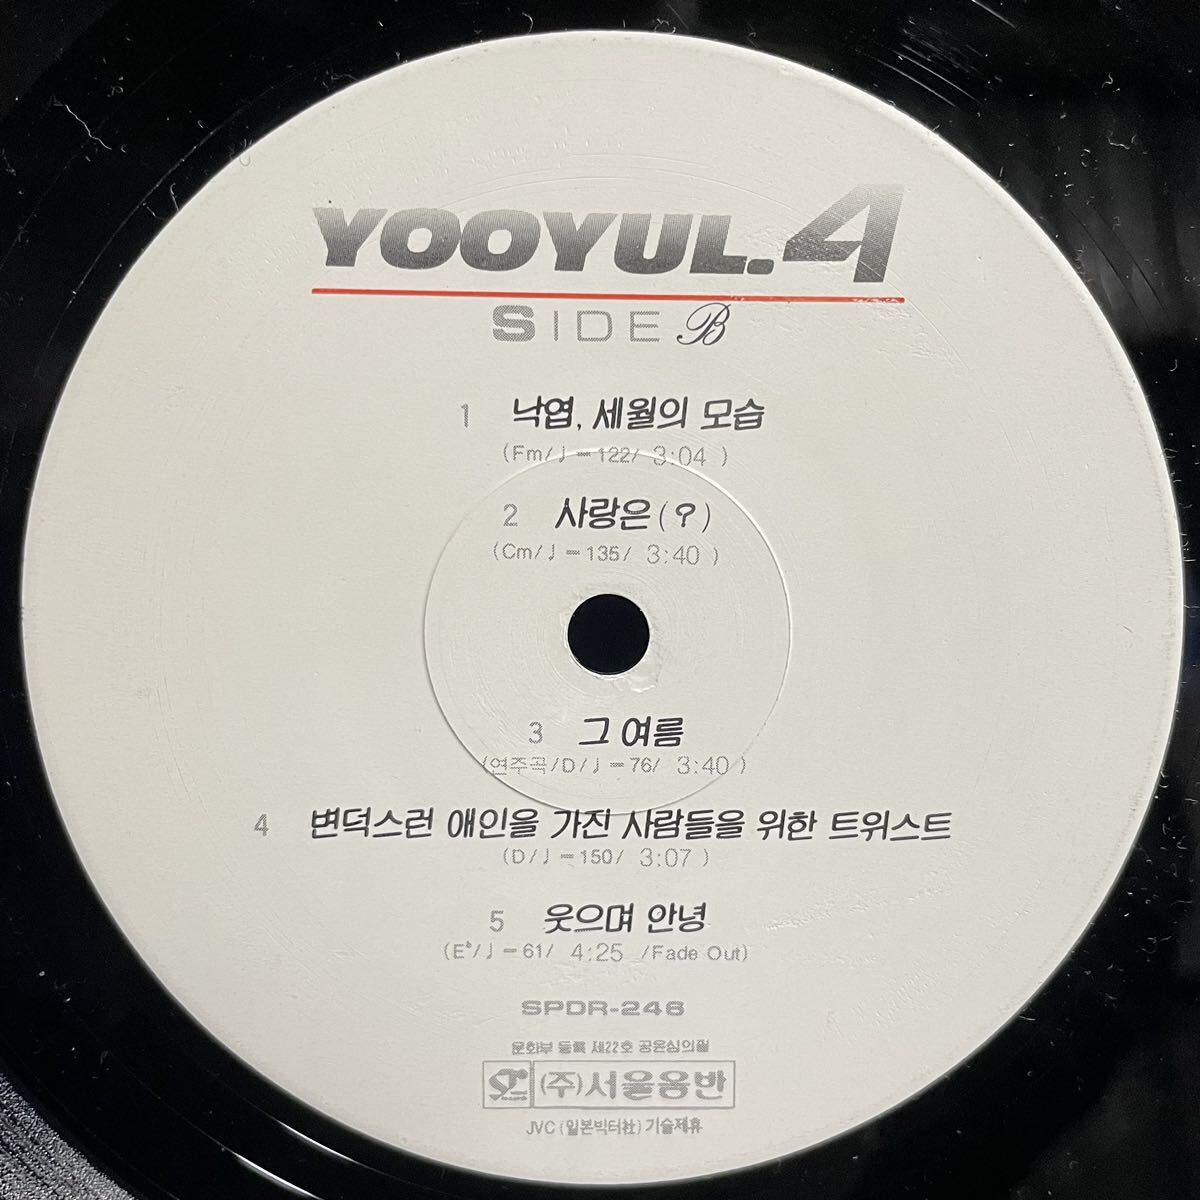 YOOYUL.4
SIDE B
1 낙엽, 세월의 모습
(Fm/♩=122/ 3:04 )
2 사랑은 (?)
(Cm/♩=135/ 3:40 )
3 그 여름
(연주곡/D/♩=76/ 3:40 )
4 변덕스런 애인을 가진 사람들을 위한 트위스트
(D/♩=150/ 3:07 )
5 웃으며 안녕
(E♭/♩=61/ 4:25 /Fade Out)
SPDR-248
문화부 등록 제22호 공온심의필
(주)서울음반
JVC (일본빅터社) 기술제휴